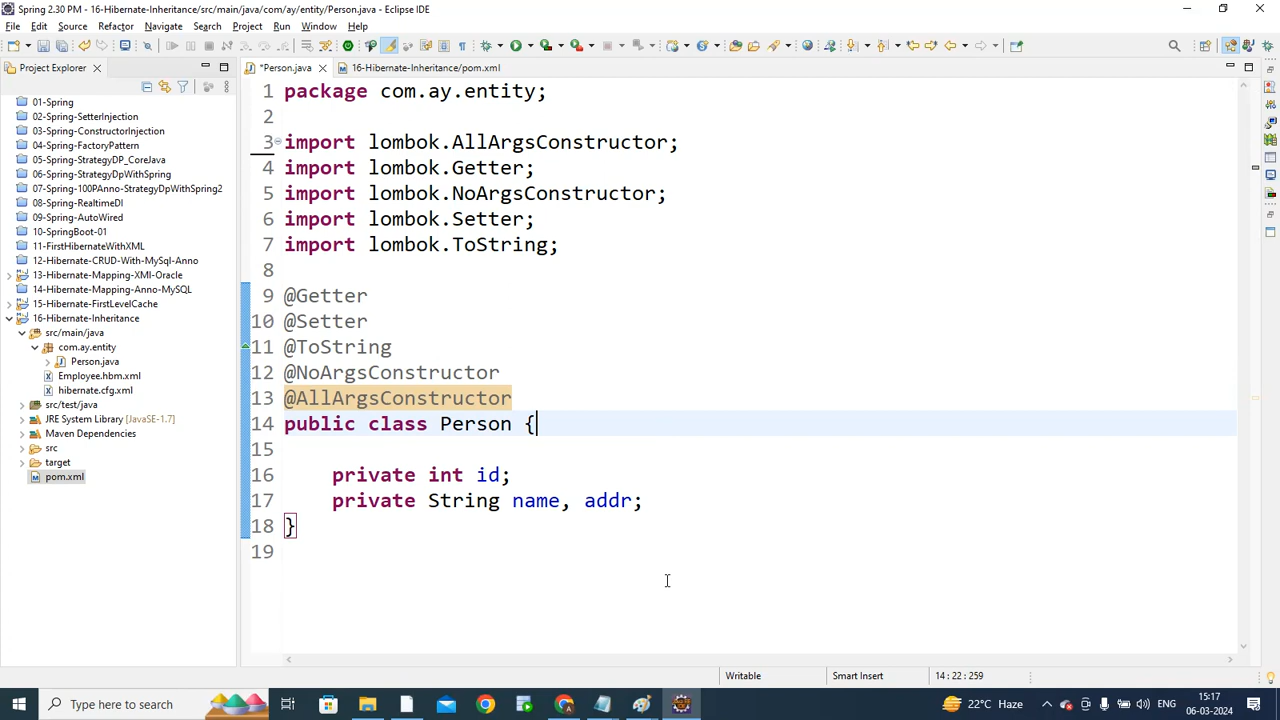 Spring 2.30 PM - 16-Hibernate-Inheritance/src/main/java/com/ay/entity/Person.java - Eclipse IDE
File Edit Source Refactor Navigate Search Project Run Window Help
Project Explorer
*Person.java
16-Hibernate-Inheritance/pom.xml
01-Spring
02-SetterInjection
03-ConstructorInjection
04-FactoryPattern
05-Spring-StrategyDP_CoreJava
06-Spring-StrategyDpWithSpring
07-Spring-100PAnno-StrategyDpWithSpring2
08-Spring-RealtimeDI
09-Spring-AutoWired
10-SpringBoot-01
11-FirstHibernateWithXML
12-Hibernate-CRUD-With-MySql-Anno
13-Hibernate-Mapping-XMl-Oracle
14-Hibernate-Mapping-Anno-MySQL
15-Hibernate-FirstLevelCache
16-Hibernate-Inheritance
src/main/java
com.ay.entity
Person.java
Employee.hbm.xml
hibernate.cfg.xml
src/test/java
JRE System Library [JavaSE-1.7]
Maven Dependencies
src
target
pom.xml
1 package com.ay.entity;
2
3 import lombok.AllArgsConstructor;
4 import lombok.Getter;
5 import lombok.NoArgsConstructor;
6 import lombok.Setter;
7 import lombok.ToString;
8
9 @Getter
10 @Setter
11 @ToString
12 @NoArgsConstructor
13 @AllArgsConstructor
14 public class Person {
15
16 private int id;
17 private String name, addr;
18 }
19
Writable Smart Insert 14 : 22 : 259
Type here to search
22°C Haze
ENG
15:17
06-03-2024